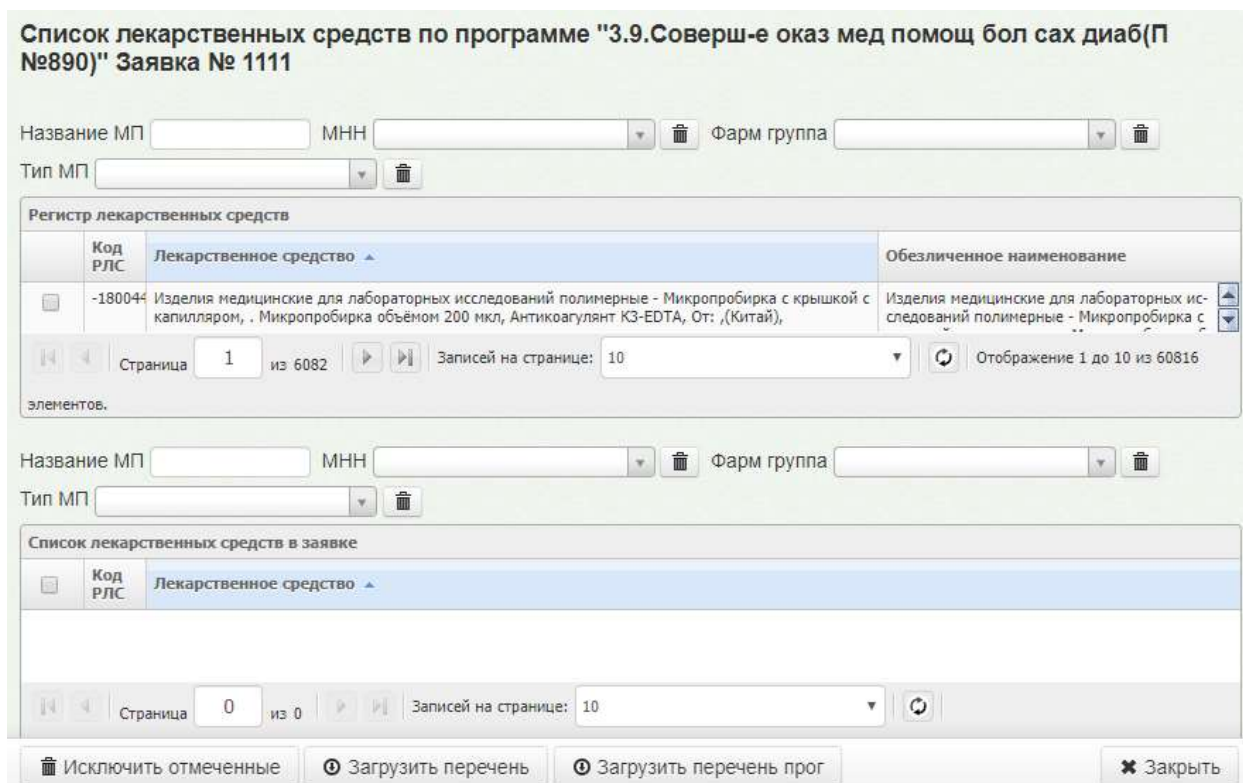 Список лекарственных средств по программе "3.9.Соверш-е оказ мед помощ бол сах диаб(П
№890)" Заявка № 1111
Название МП МНН Фарм группа
Тип МП
Регистр лекарственных средств
Код РЛС Лекарственное средство Обезличенное наименование
-180044 Изделия медицинские для лабораторных исследований полимерные - Микропробирка с крышкой с Изделия медицинские для лабораторных ис-
капилляром, . Микропробирка объёмом 200 мкл, Антикоагулянт К3-EDTA, От: ,(Китай), следований полимерные - Микропробирка с
Страница 1 из 6082 Записей на странице: 10 Отображение 1 до 10 из 60816
элементов.
Название МП МНН Фарм группа
Тип МП
Список лекарственных средств в заявке
Код РЛС Лекарственное средство
Страница 0 из 0 Записей на странице: 10
Исключить отмеченные Загрузить перечень Загрузить перечень прог Закрыть